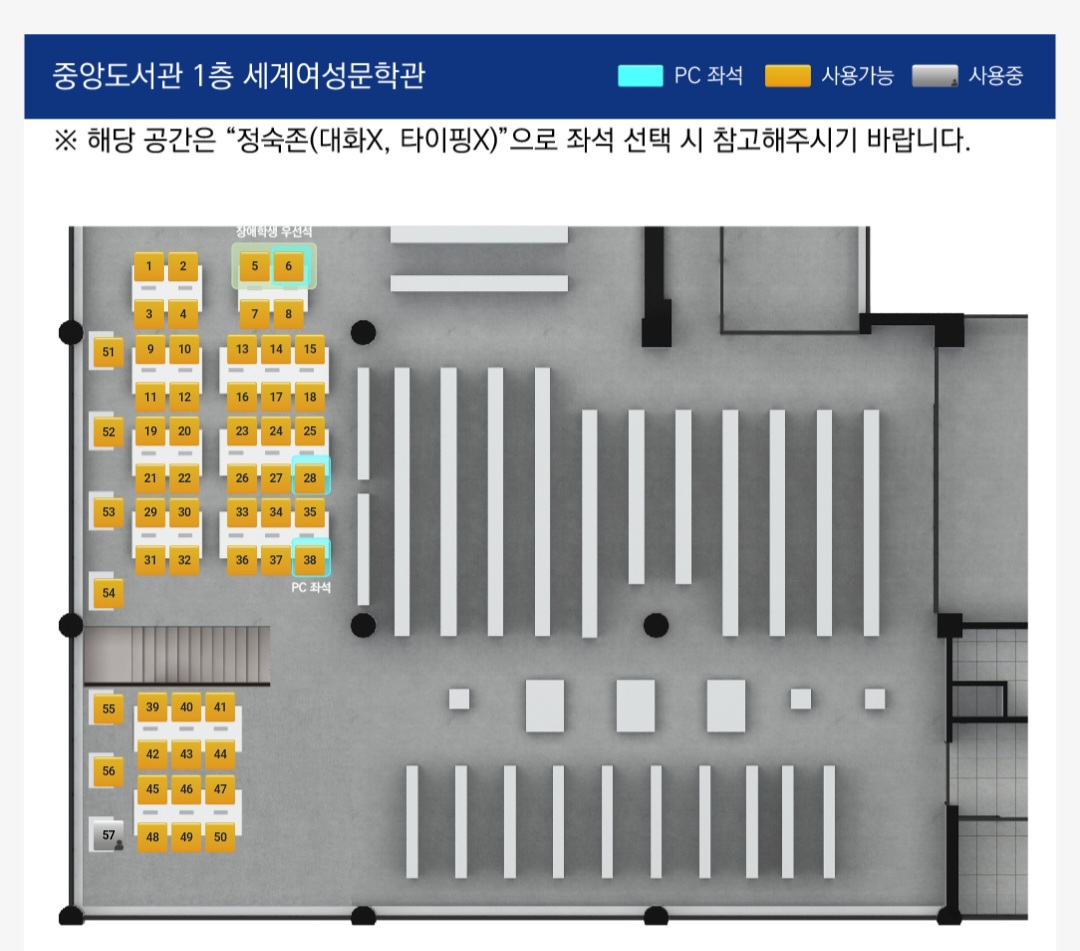 중앙도서관 1층 세계여성문학관
PC 좌석 사용가능 사용중
※ 해당 공간은 “정숙존(대화X, 타이핑X)”으로 좌석 선택 시 참고해주시기 바랍니다.
장애학생 우선석
1 2 5 6
3 4 7 8
51 9 10 13 14 15
11 12 16 17 18
52 19 20 23 24 25
21 22 26 27 28
53 29 30 33 34 35
31 32 36 37 38
PC 좌석
54
55 39 40 41
42 43 44
56
45 46 47
57 48 49 50